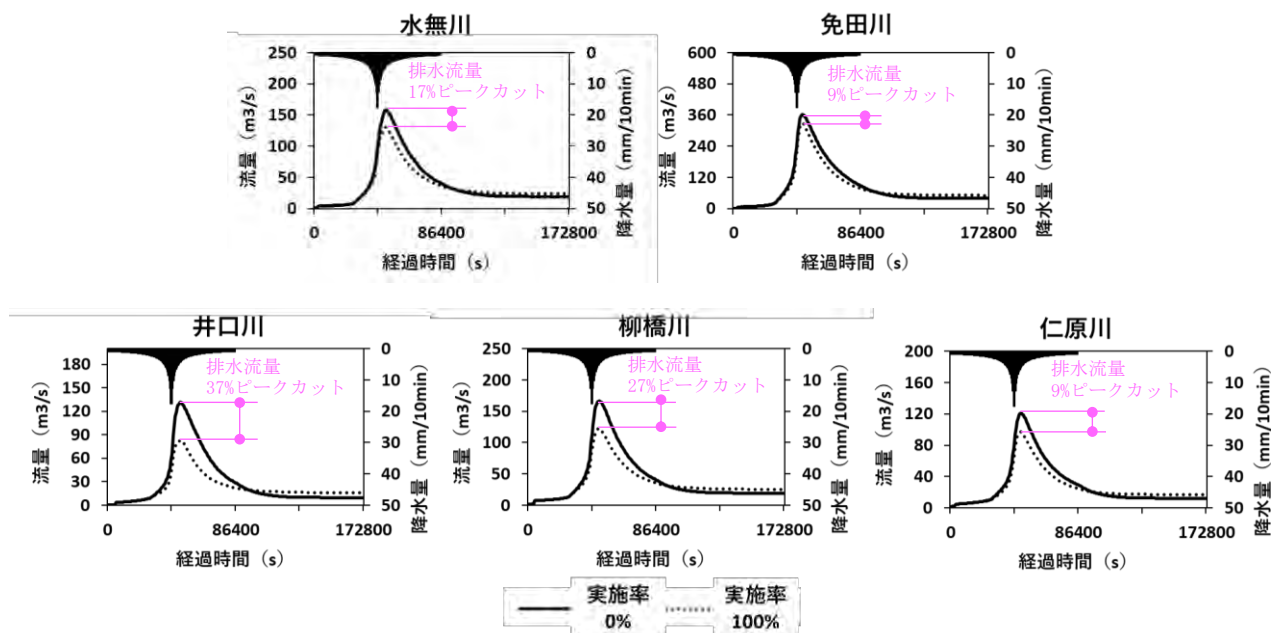 水無川
250
200
150
100
50
0
流量（m3/s）
0
10
20
30
40
50
降水量（mm/10min）
排水流量
17%ピークカット
0
86400
172800
経過時間（s）
免田川
600
480
360
240
120
0
流量（m3/s）
0
10
20
30
40
50
降水量（mm/10min）
排水流量
9%ピークカット
0
86400
172800
経過時間（s）
井口川
180
150
120
90
60
30
0
流量（m3/s）
0
10
20
30
40
50
降水量（mm/10min）
排水流量
37%ピークカット
0
86400
172800
経過時間（s）
柳橋川
250
200
150
100
50
0
流量（m3/s）
0
10
20
30
40
50
降水量（mm/10min）
排水流量
27%ピークカット
0
86400
172800
経過時間（s）
仁原川
200
160
120
80
40
0
流量（m3/s）
0
10
20
30
40
50
降水量（mm/10min）
排水流量
9%ピークカット
0
86400
172800
経過時間（s）
実施率
0%
実施率
100%